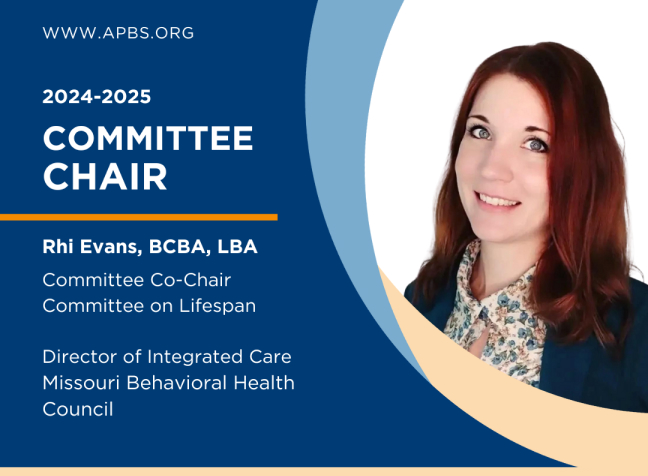 WWW.APBS.ORG
2024-2025
COMMITTEE
CHAIR
Rhi Evans, BCBA, LBA
Committee Co-Chair
Committee on Lifespan
Director of Integrated Care
Missouri Behavioral Health
Council